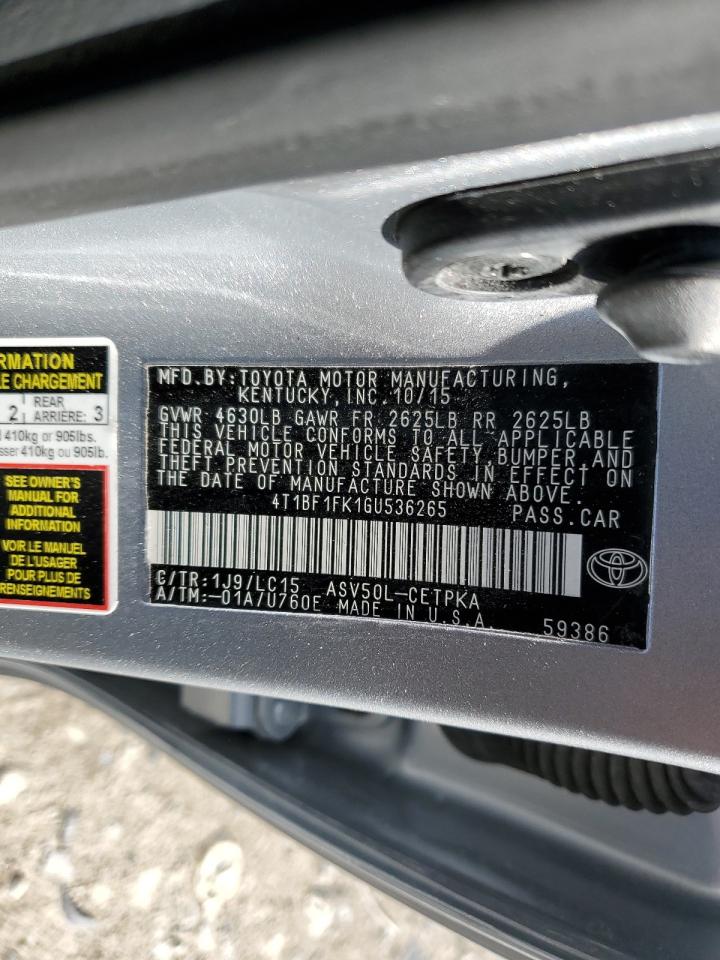 RMATION
LE CHARGEMENT
2 REAR ARRIÈRE: 3
410kg or 905lbs.
sser 410kg ou 905lb.
SEE OWNER'S
MANUAL FOR
ADDITIONAL
INFORMATION
VOIR LE MANUEL
DE L'USAGER
POUR PLUS DE
RENSEIGNEMENTS
MFD. BY: TOYOTA MOTOR MANUFACTURING,
KENTUCKY, INC. 10/15
GVWR 4630LB GAWR FR 2625LB RR 2625LB
THIS VEHICLE CONFORMS TO ALL APPLICABLE
FEDERAL MOTOR VEHICLE SAFETY, BUMPER, AND
THEFT PREVENTION STANDARDS IN EFFECT ON
THE DATE OF MANUFACTURE SHOWN ABOVE.
4T1BF1FK1GU536265 PASS.CAR
C/TR: 1J9/LC15 ASV50L-CETPKA
A/TM: -01A/U760E MADE IN U.S.A. 59386